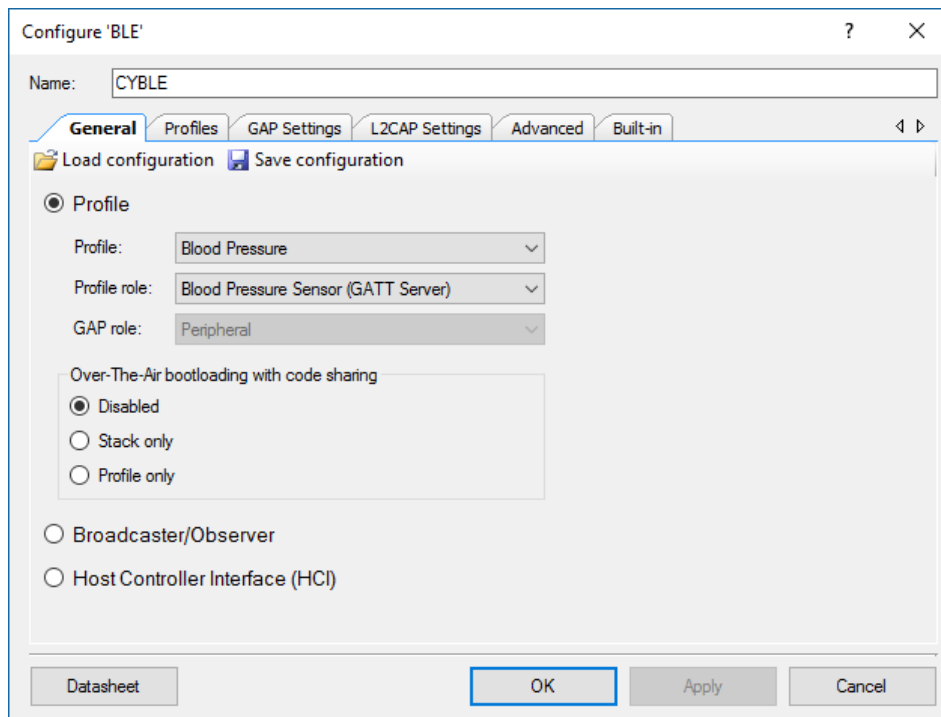 Configure 'BLE' ?
Name: CYBLE
General Profiles GAP Settings L2CAP Settings Advanced Built-in
Load configuration Save configuration
Profile
Profile: Blood Pressure
Profile role: Blood Pressure Sensor (GATT Server)
GAP role: Peripheral
Over-The-Air bootloading with code sharing
Disabled
Stack only
Profile only
Broadcaster/Observer
Host Controller Interface (HCI)
Datasheet OK Apply Cancel